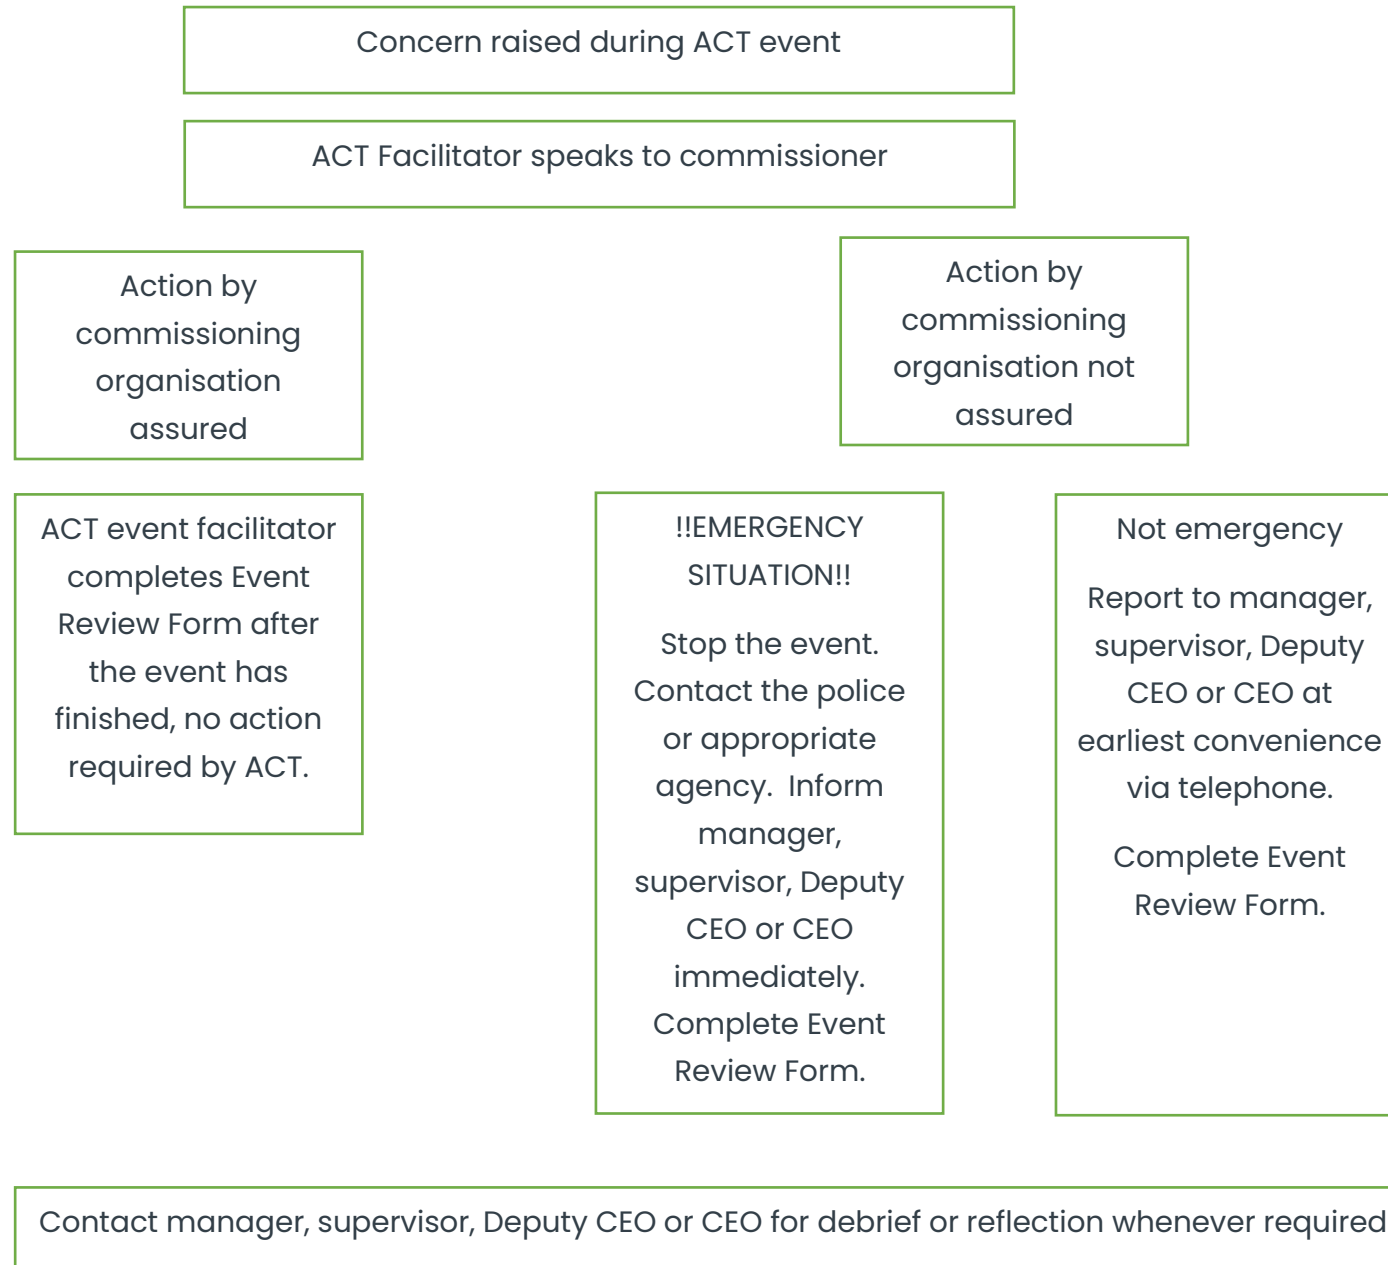 Concern raised during ACT event
ACT Facilitator speaks to commissioner
Action by
commissioning
organisation
assured
Action by
commissioning
organisation not
assured
ACT event facilitator
completes Event
Review Form after
the event has
finished, no action
required by ACT.
!!EMERGENCY
SITUATION!!
Stop the event.
Contact the police
or appropriate
agency.  Inform
manager,
supervisor, Deputy
CEO or CEO
immediately.
Complete Event
Review Form.
Not emergency
Report to manager,
supervisor, Deputy
CEO or CEO at
earliest convenience
via telephone.
Complete Event
Review Form.
Contact manager, supervisor, Deputy CEO or CEO for debrief or reflection whenever required